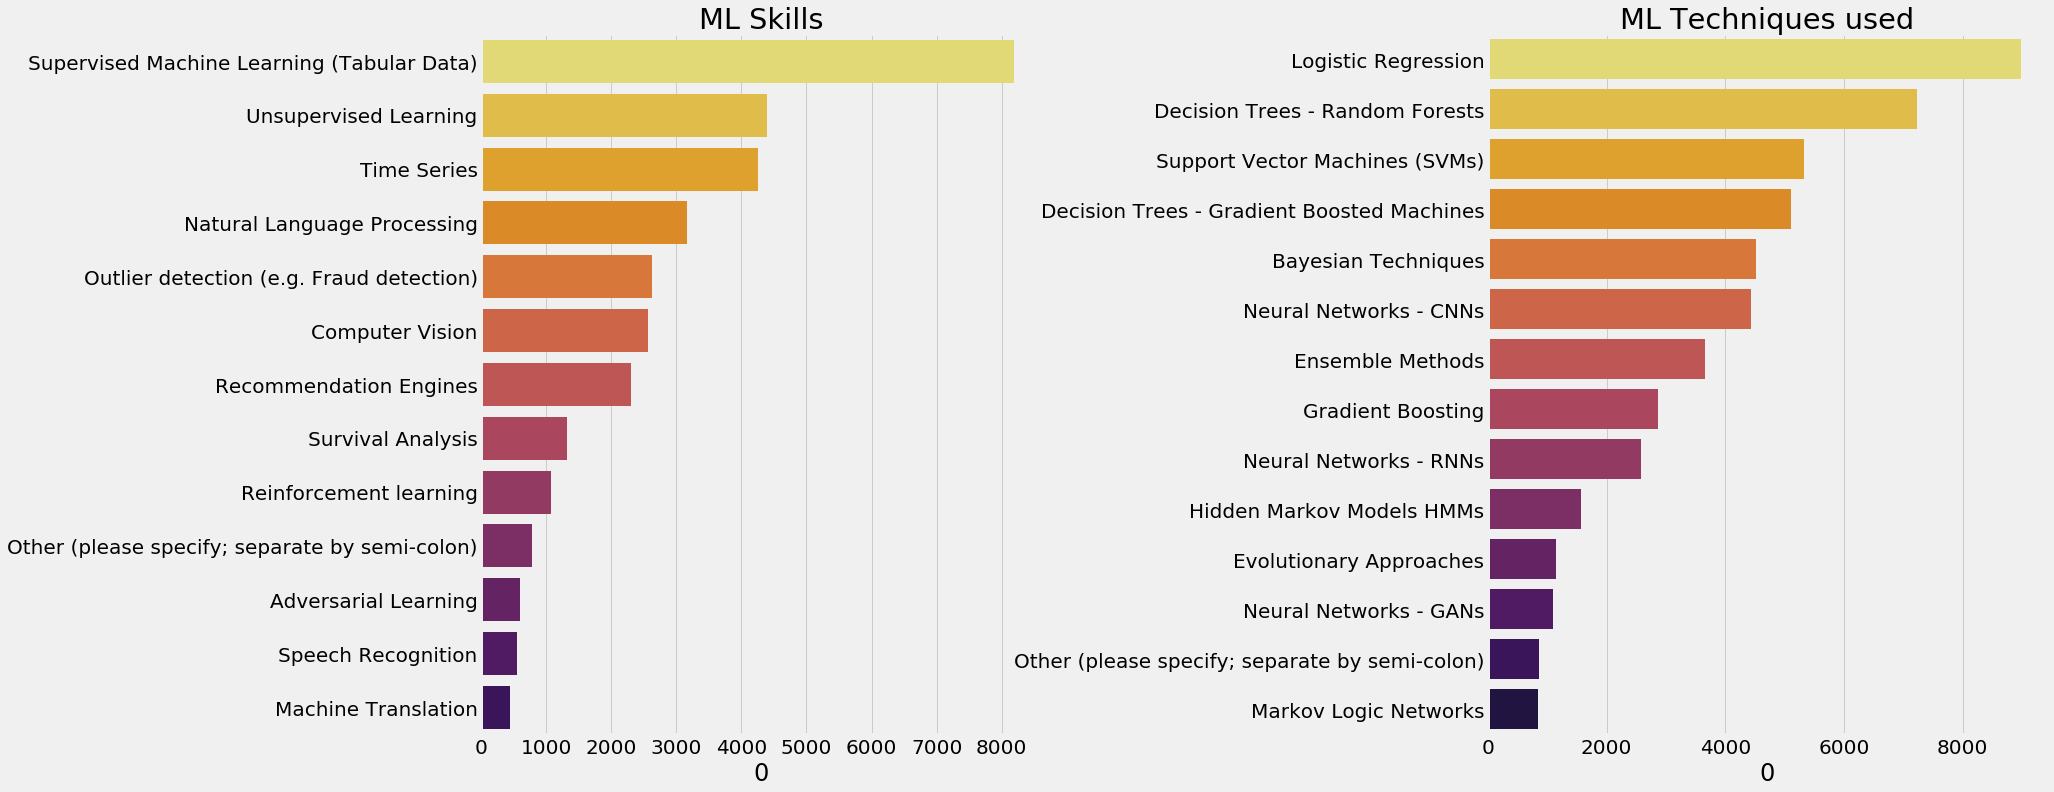 ML Skills
Supervised Machine Learning (Tabular Data)
Unsupervised Learning
Time Series
Natural Language Processing
Outlier detection (e.g. Fraud detection)
Computer Vision
Recommendation Engines
Survival Analysis
Reinforcement learning
Other (please specify; separate by semi-colon)
Adversarial Learning
Speech Recognition
Machine Translation
0 1000 2000 3000 4000 5000 6000 7000 8000
0
ML Techniques used
Logistic Regression
Decision Trees - Random Forests
Support Vector Machines (SVMs)
Decision Trees - Gradient Boosted Machines
Bayesian Techniques
Neural Networks - CNNs
Ensemble Methods
Gradient Boosting
Neural Networks - RNNs
Hidden Markov Models HMMs
Evolutionary Approaches
Neural Networks - GANs
Other (please specify; separate by semi-colon)
Markov Logic Networks
0 2000 4000 6000 8000
0